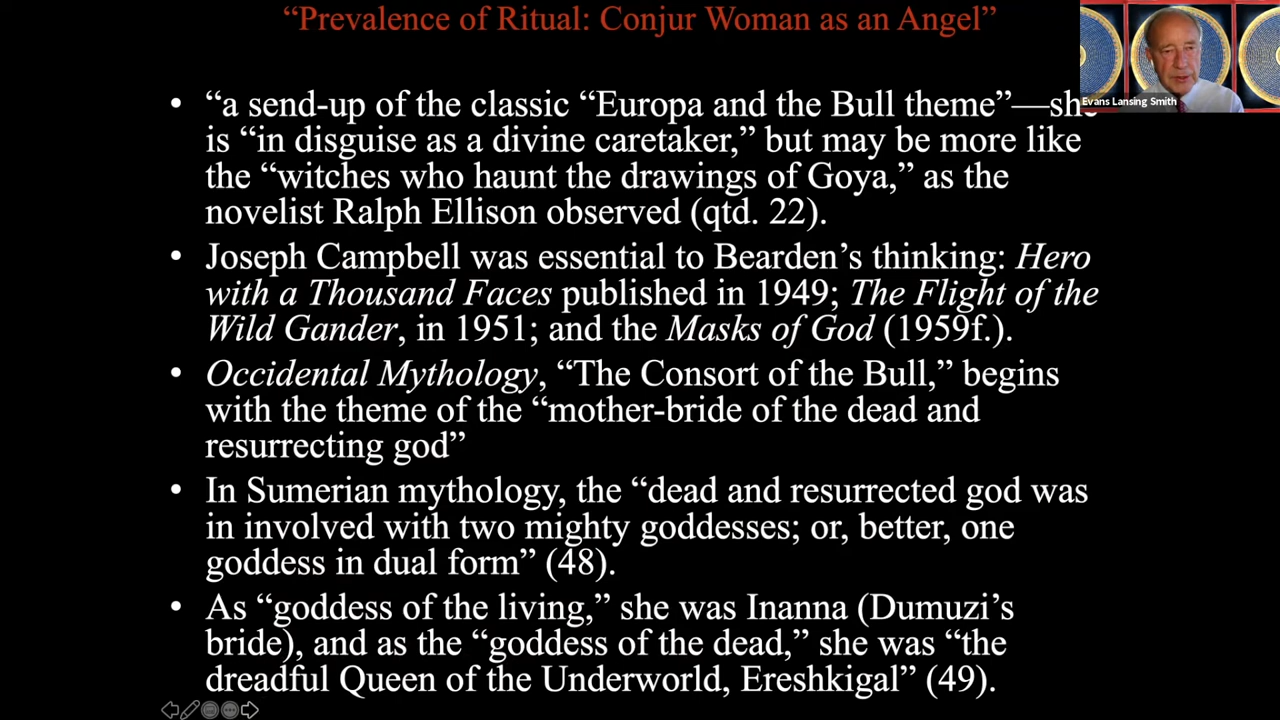 “Prevalence of Ritual: Conjur Woman as an Angel”
Evans Lansing Smith
• “a send-up of the classic “Europa and the Bull theme”—she
is “in disguise as a divine caretaker,” but may be more like
the “witches who haunt the drawings of Goya,” as the
novelist Ralph Ellison observed (qtd. 22).
• Joseph Campbell was essential to Bearden’s thinking: Hero
with a Thousand Faces published in 1949; The Flight of the
Wild Gander, in 1951; and the Masks of God (1959f.).
• Occidental Mythology, “The Consort of the Bull,” begins
with the theme of the “mother-bride of the dead and
resurrecting god”
• In Sumerian mythology, the “dead and resurrected god was
in involved with two mighty goddesses; or, better, one
goddess in dual form” (48).
• As “goddess of the living,” she was Inanna (Dumuzi’s
bride), and as the “goddess of the dead,” she was “the
dreadful Queen of the Underworld, Ereshkigal” (49).